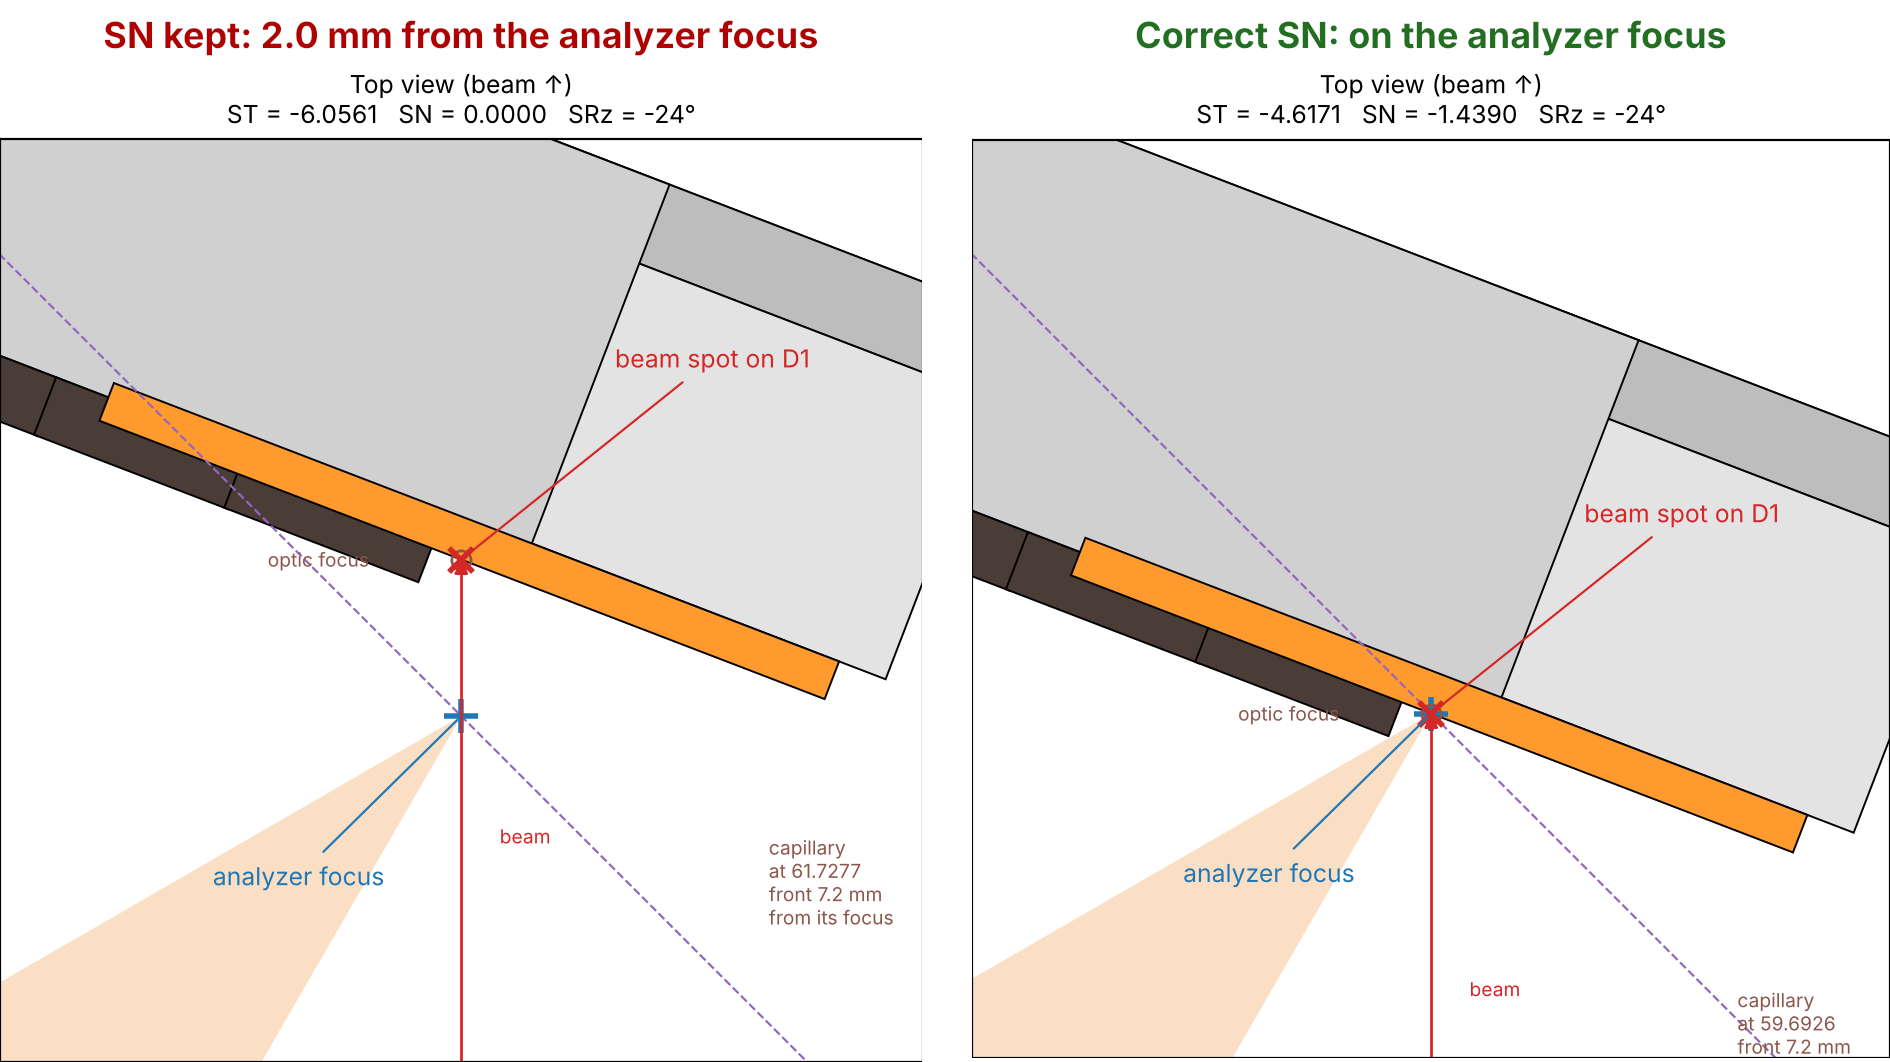 SN kept: 2.0 mm from the analyzer focus
Top view (beam ↑)
ST = -6.0561 SN = 0.0000 SRz = -24°
beam spot on D1
optic focus
beam
analyzer focus
capillary
at 61.7277
front 7.2 mm
from its focus
Correct SN: on the analyzer focus
Top view (beam ↑)
ST = -4.6171 SN = -1.4390 SRz = -24°
beam spot on D1
optic focus
analyzer focus
beam
capillary
at 59.6926
front 7.2 mm